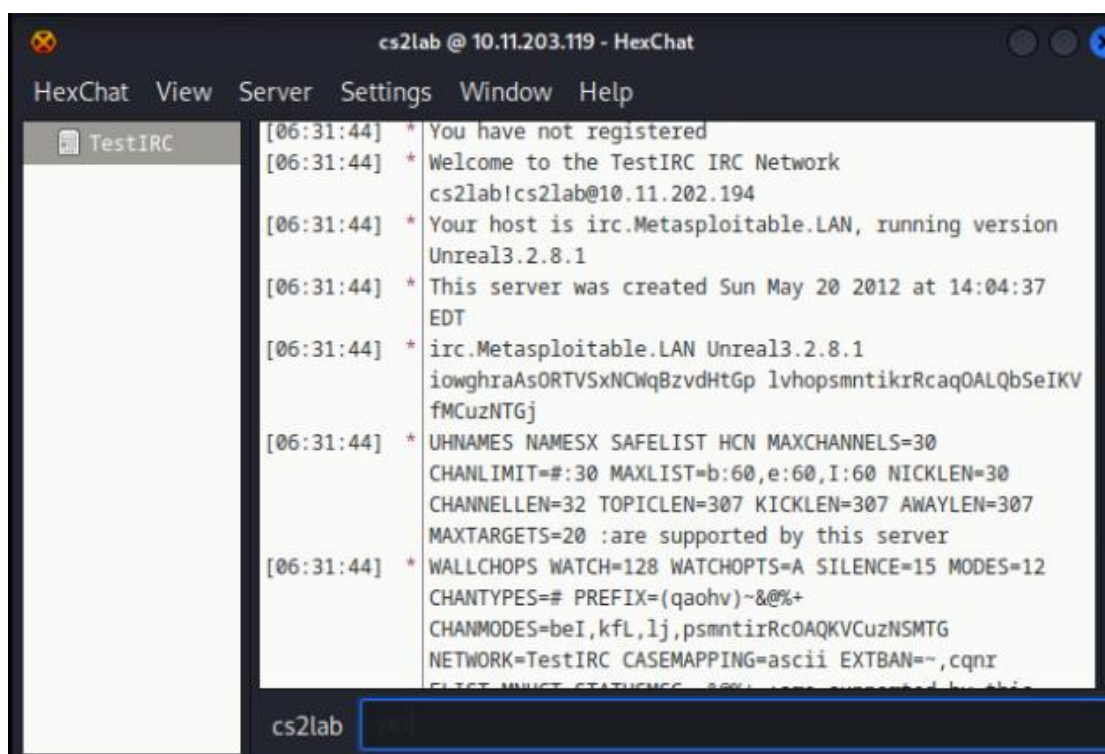 cs2lab @ 10.11.203.119 - HexChat
HexChat View Server Settings Window Help
TestIRC
[06:31:44] * You have not registered
[06:31:44] * Welcome to the TestIRC IRC Network
cs2lab!cs2lab@10.11.202.194
[06:31:44] * Your host is irc.Metasploitable.LAN, running version
Unreal3.2.8.1
[06:31:44] * This server was created Sun May 20 2012 at 14:04:37
EDT
[06:31:44] * irc.Metasploitable.LAN Unreal3.2.8.1
iowghraAsORTVSxNCWqBzvdHtGp lvhopsmntikrRcaqOALQbSeIKV
fMCuzNTGj
[06:31:44] * UHNAMES NAMESX SAFELIST HCN MAXCHANNELS=30
CHANLIMIT=#:30 MAXLIST=b:60,e:60,I:60 NICKLEN=30
CHANNELLEN=32 TOPICLEN=307 KICKLEN=307 AWAYLEN=307
MAXTARGETS=20 :are supported by this server
[06:31:44] * WALLCHOPS WATCH=128 WATCHOPTS=A SILENCE=15 MODES=12
CHANTYPES=# PREFIX=(qaohv)~&@%+
CHANMODES=beI,kfL,lj,psmntirRcOAQKVCuzNSMTG
NETWORK=TestIRC CASEMAPPING=ascii EXTBAN=~,cqnr
cs2lab